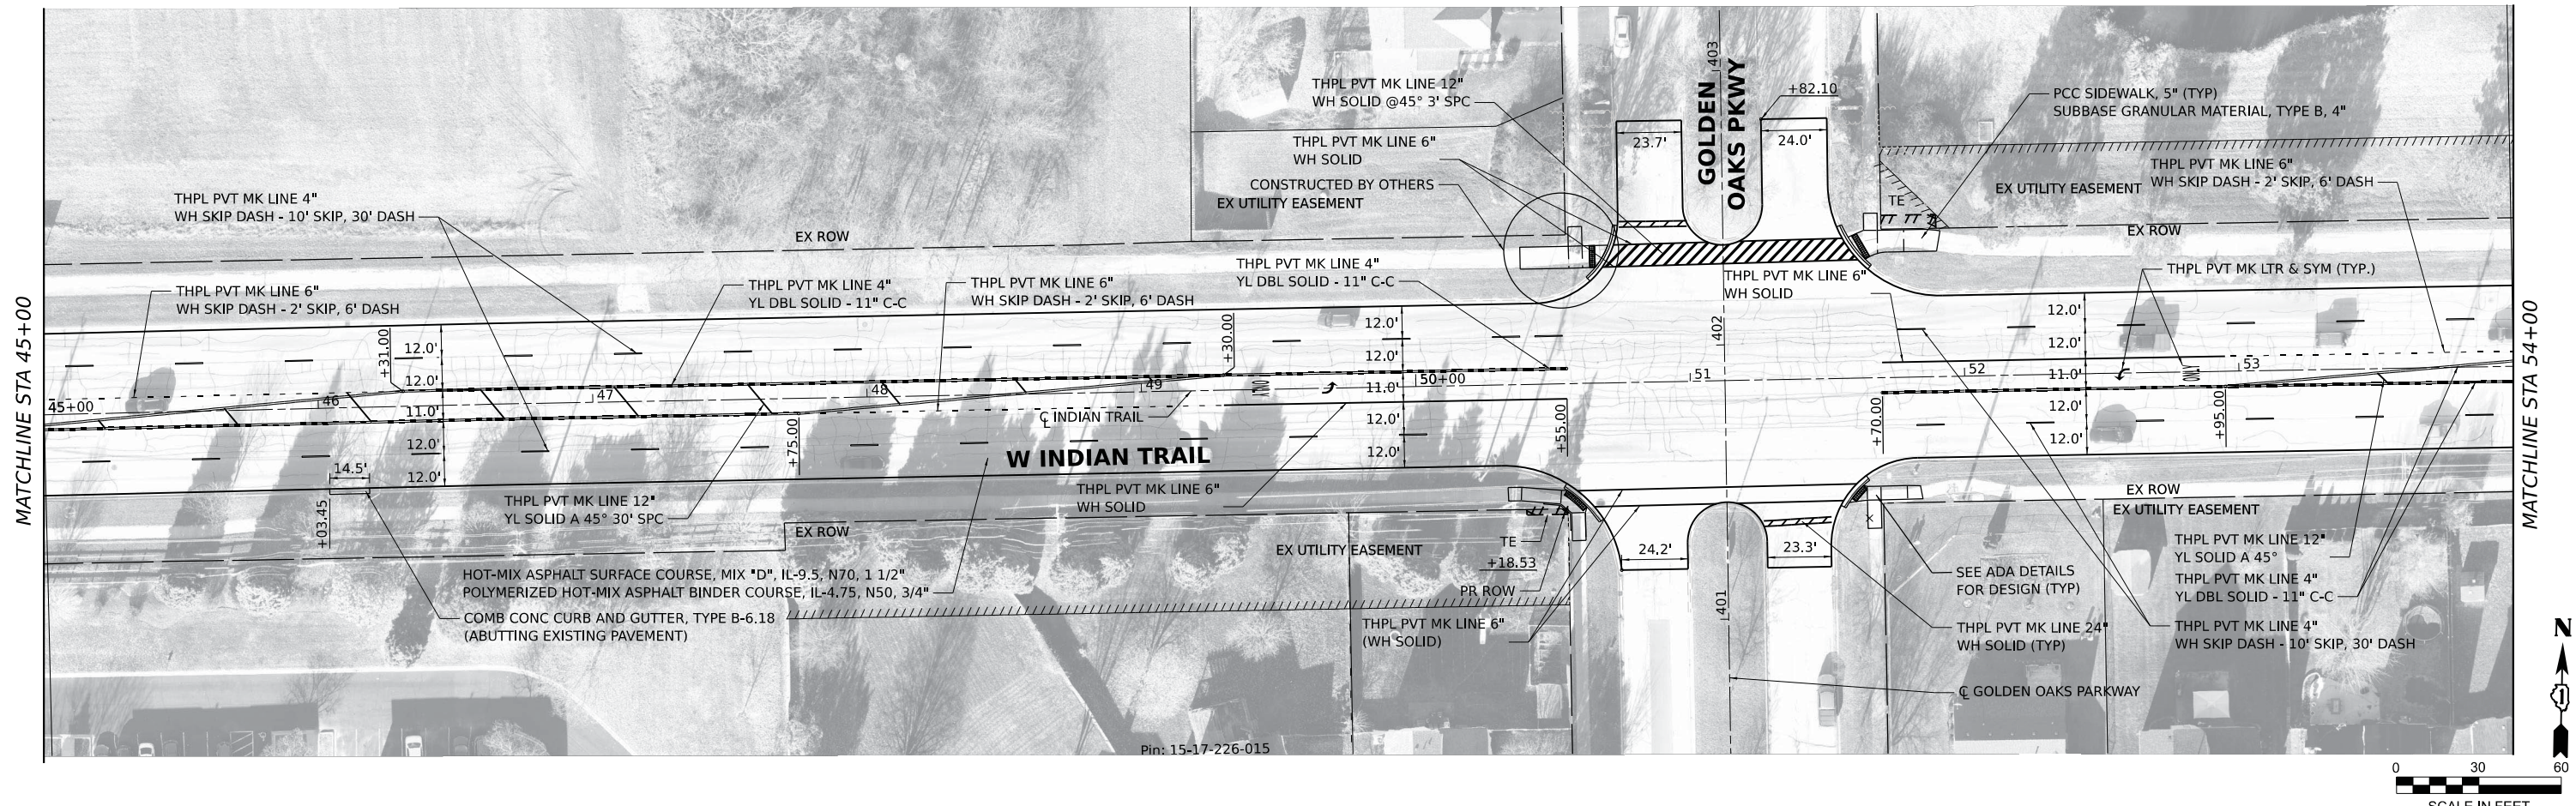 MATCHLINE STA 45+00
THPL PVT MK LINE 4"
WH SKIP DASH - 10' SKIP, 30' DASH
THPL PVT MK LINE 6"
WH SKIP DASH - 2' SKIP, 6' DASH
EX ROW
THPL PVT MK LINE 4"
YL DBL SOLID - 11" C-C
THPL PVT MK LINE 6"
WH SKIP DASH - 2' SKIP, 6' DASH
THPL PVT MK LINE 12"
WH SOLID @45° 3' SPC
THPL PVT MK LINE 6"
WH SOLID
CONSTRUCTED BY OTHERS
EX UTILITY EASEMENT
THPL PVT MK LINE 4"
YL DBL SOLID - 11" C-C
GOLDEN
OAKS PKWY
403
+82.10
23.7'
24.0'
PCC SIDEWALK, 5" (TYP)
SUBBASE GRANULAR MATERIAL, TYPE B, 4"
THPL PVT MK LINE 6"
WH SKIP DASH - 2' SKIP, 6' DASH
EX UTILITY EASEMENT
TE
EX ROW
THPL PVT MK LINE 6"
WH SOLID
THPL PVT MK LTR & SYM (TYP.)
MATCHLINE STA 54+00
+31.00
12.0'
12.0'
11.0'
12.0'
12.0'
+30.00
12.0'
12.0'
11.0'
12.0'
12.0'
402
12.0'
12.0'
11.0'
12.0'
12.0'
45+00
46
47
48
49
ONLY
50+00
51
52
ONLY
53
℄ INDIAN TRAIL
W INDIAN TRAIL
+75.00
+55.00
+70.00
+95.00
14.5'
+03.45
THPL PVT MK LINE 12"
YL SOLID A 45° 30' SPC
THPL PVT MK LINE 6"
WH SOLID
EX ROW
HOT-MIX ASPHALT SURFACE COURSE, MIX "D", IL-9.5, N70, 1 1/2"
POLYMERIZED HOT-MIX ASPHALT BINDER COURSE, IL-4.75, N50, 3/4"
COMB CONC CURB AND GUTTER, TYPE B-6.18
(ABUTTING EXISTING PAVEMENT)
EX UTILITY EASEMENT
TE
+18.53
PR ROW
THPL PVT MK LINE 6"
(WH SOLID)
24.2'
23.3'
401
EX ROW
EX UTILITY EASEMENT
SEE ADA DETAILS
FOR DESIGN (TYP)
THPL PVT MK LINE 24"
WH SOLID (TYP)
℄ GOLDEN OAKS PARKWAY
THPL PVT MK LINE 12"
YL SOLID A 45°
THPL PVT MK LINE 4"
YL DBL SOLID - 11" C-C
THPL PVT MK LINE 4"
WH SKIP DASH - 10' SKIP, 30' DASH
Pin: 15-17-226-015
N
0 30 60
SCALE IN FEET